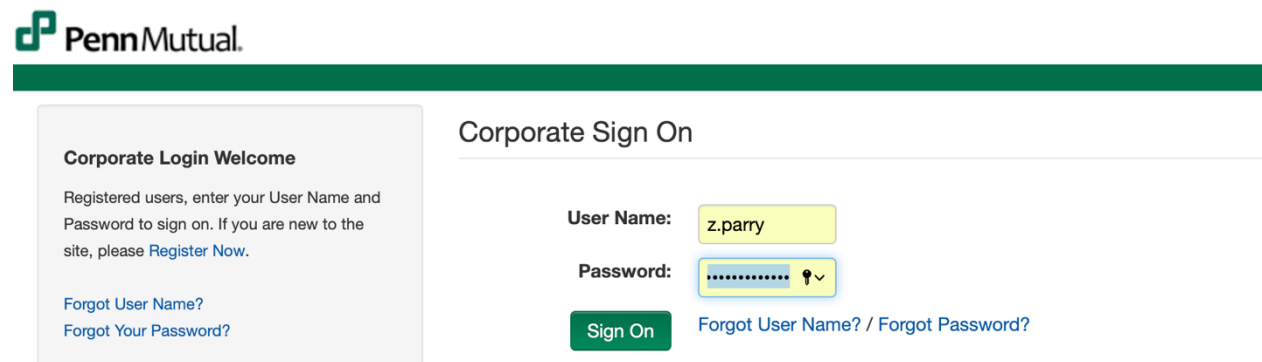 PennMutual.
Corporate Login Welcome
Registered users, enter your User Name and
Password to sign on. If you are new to the
site, please Register Now.
Forgot User Name?
Forgot Your Password?
Corporate Sign On
User Name:
z.parry
Password:
•••••••••••••
Sign On
Forgot User Name? / Forgot Password?